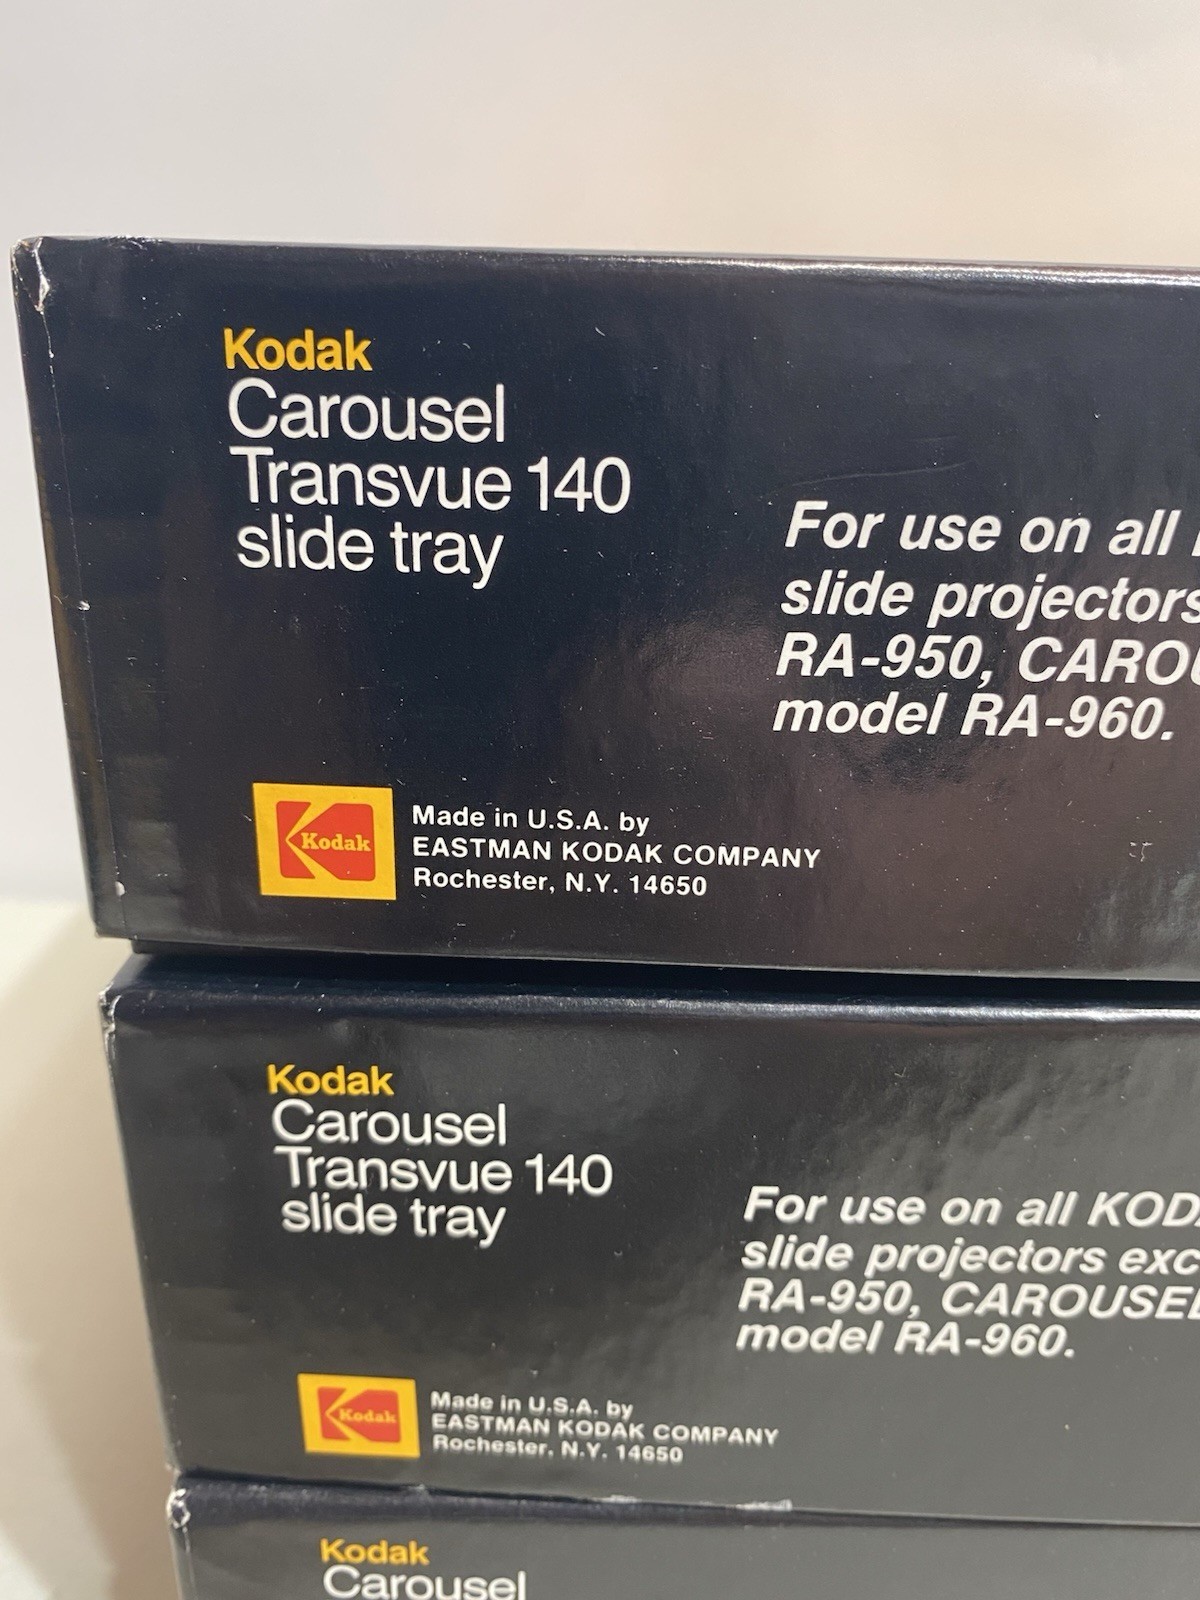 Kodak
Carousel
Transvue 140
slide tray
For use on all
slide projectors
RA-950, CAROU
model RA-960.
Kodak
Made in U.S.A. by
EASTMAN KODAK COMPANY
Rochester, N.Y. 14650
Kodak
Carousel
Transvue 140
slide tray
For use on all KOD
slide projectors exc
RA-950, CAROUSEL
model RA-960.
Kodak
Made in U.S.A. by
EASTMAN KODAK COMPANY
Rochester, N.Y. 14650
Kodak
Carousel